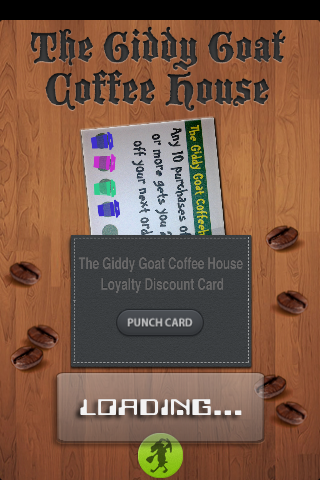 The Giddy Goat
Coffee House
The Giddy Goat Coffeeh
Any 10 purchases of
or more gets you
off your next ord
The Giddy Goat Coffee House
Loyalty Discount Card
PUNCH CARD
LOADING...